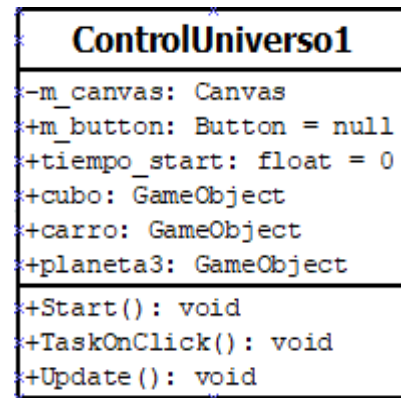 ControlUniverso1
-m_canvas: Canvas
+m_button: Button = null
+tiempo_start: float = 0
+cubo: GameObject
+carro: GameObject
+planeta3: GameObject
+Start(): void
+TaskOnClick(): void
+Update(): void